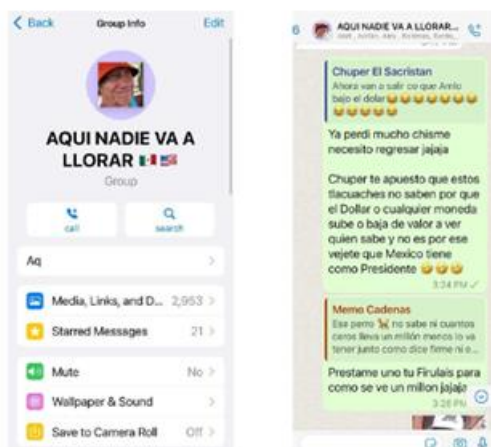 Back
Group Info
Edit
AQUI NADIE VA A
LLORAR 🇲🇽 🇺🇸
Group
call
search
Aq
Media, Links, and D... 2,953
Starred Messages 21
Mute No
Wallpaper & Sound
Save to Camera Roll Off
6
AQUI NADIE VA A LLORAR...
Chuper El Sacristan
Ahora van a salir co que Amlo
bajo el dolar😂😂😂😂😂😂😂
😂😂😂😂😂
Ya perdi mucho chisme
necesito regresar jajaja
Chuper te apuesto que estos
tlacuaches no saben por que
el Dollar o cualquier moneda
sube o baja de valor a ver
quien sabe y no es por ese
vejete que Mexico tiene
como Presidente 😜😜😜
3:24 PM
Memo Cadenas
Ese perro 🐕 no sabe ni cuantos
ceros lleva un millón menos lo va
tener junto como dice firme ni e...
Prestame uno tu Firulais para
como se ve un millon jajaja
3:26 PM